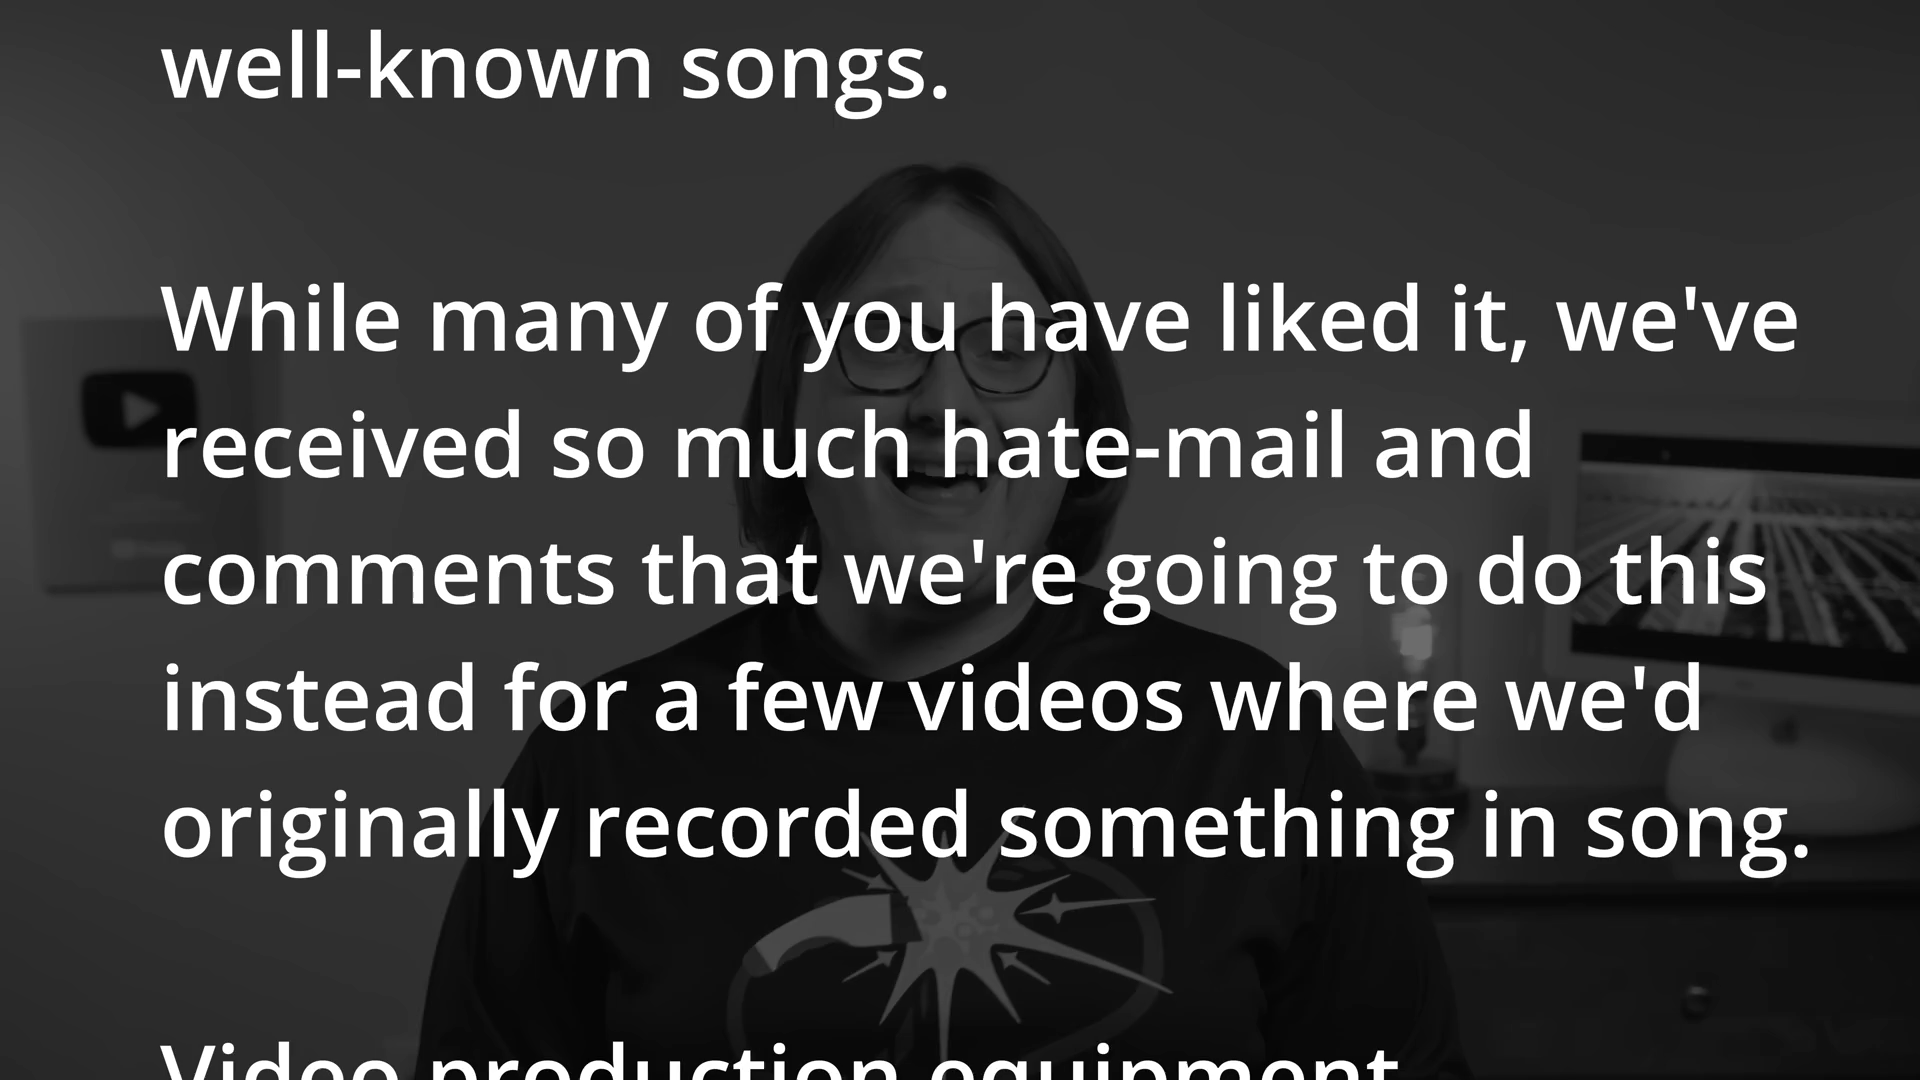 well-known songs.
While many of you have liked it, we've
received so much hate-mail and
comments that we're going to do this
instead for a few videos where we'd
originally recorded something in song.
Video production equipment